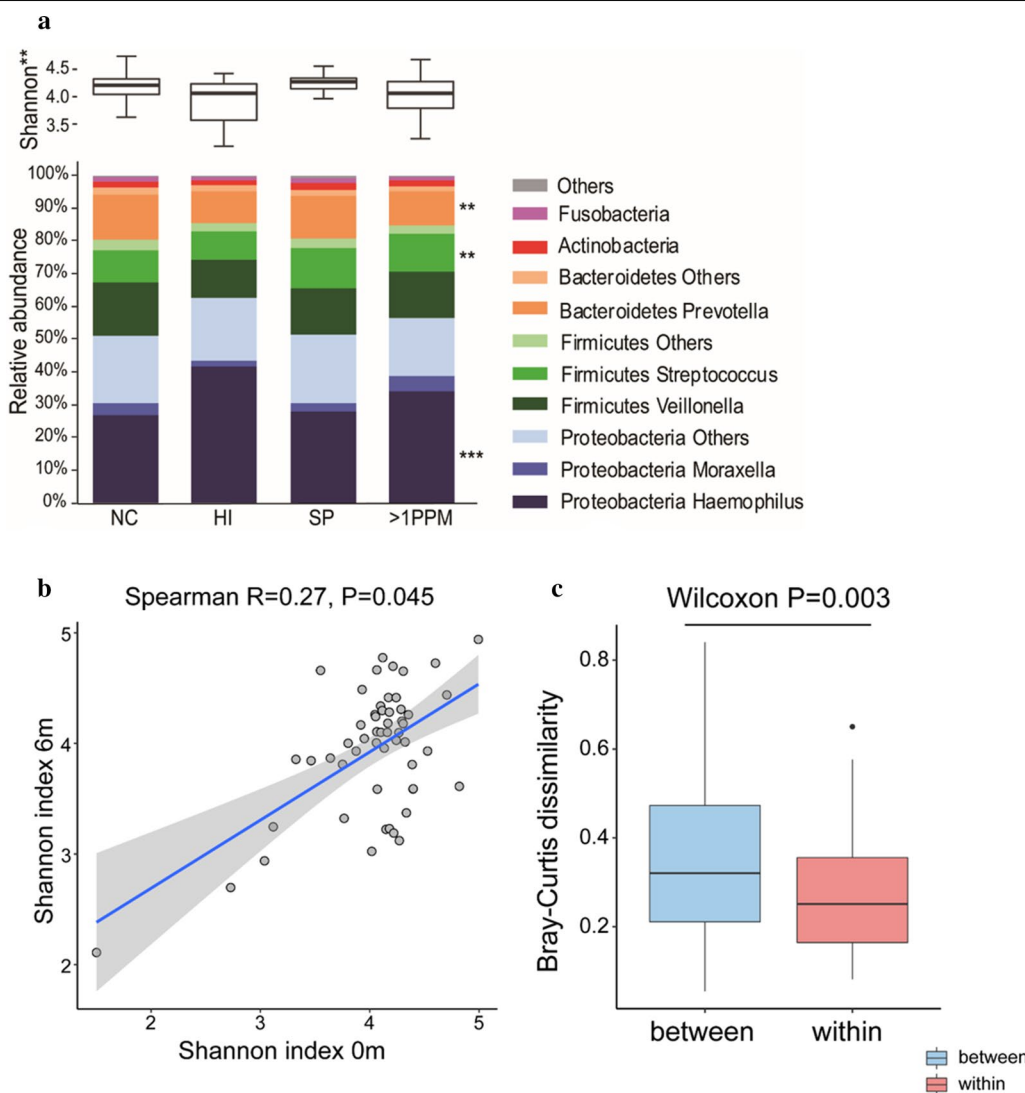 a
Shannon**
4.5-
4.0-
3.5-
Relative abundance
100%
90%
80%
70%
60%
50%
40%
30%
20%
10%
0%
**
**
***
NC HI SP >1PPM
Others
Fusobacteria
Actinobacteria
Bacteroidetes Others
Bacteroidetes Prevotella
Firmicutes Others
Firmicutes Streptococcus
Firmicutes Veillonella
Proteobacteria Others
Proteobacteria Moraxella
Proteobacteria Haemophilus
b
Spearman R=0.27, P=0.045
Shannon index 6m
5
4
3
2
2 3 4 5
Shannon index 0m
c
Wilcoxon P=0.003
Bray-Curtis dissimilarity
0.8
0.6
0.4
0.2
between within
between
within